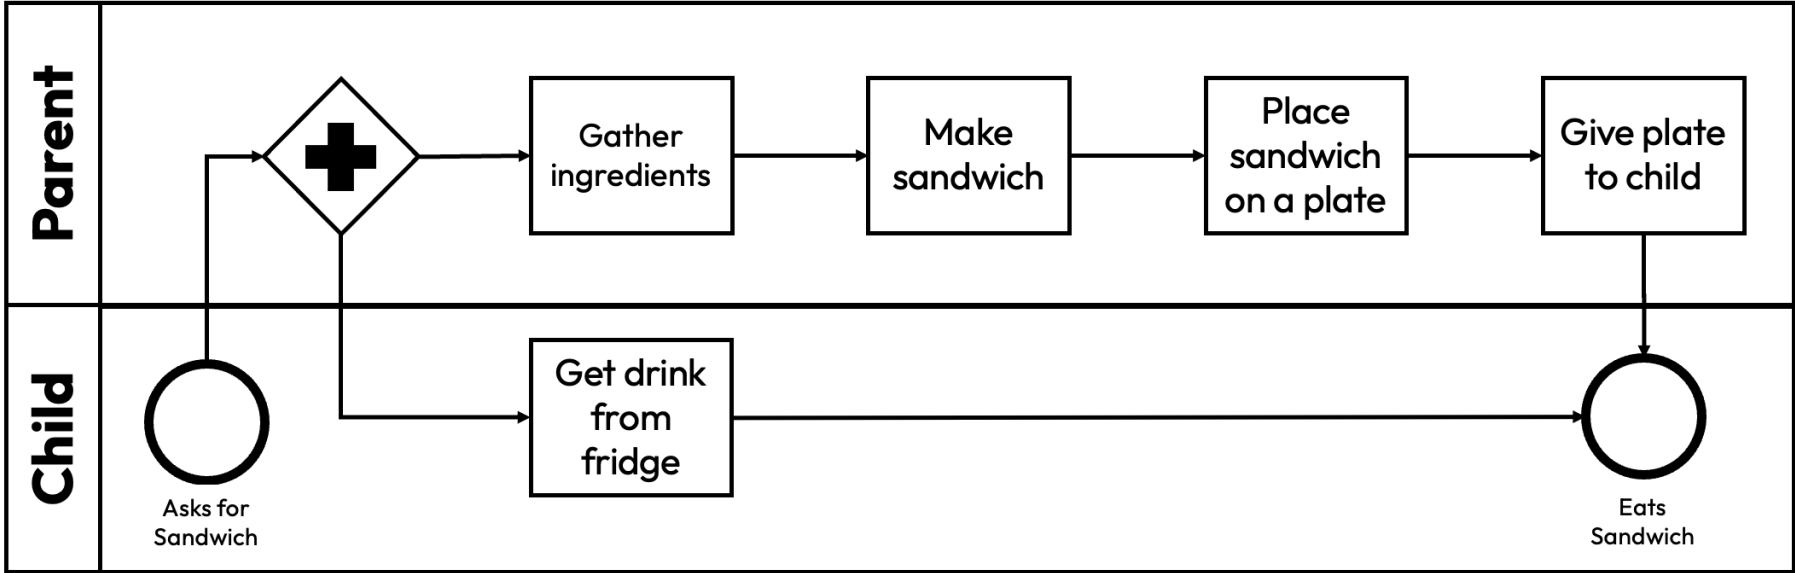 Parent
Gather
ingredients
Make
sandwich
Place
sandwich
on a plate
Give plate
to child
Child
Asks for
Sandwich
Get drink
from
fridge
Eats
Sandwich